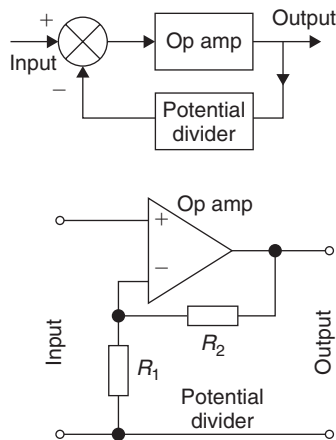 +
Output
Op amp
Input
−
Potential
divider
Op amp
+
−
R2
Input
R1
Output
Potential
divider